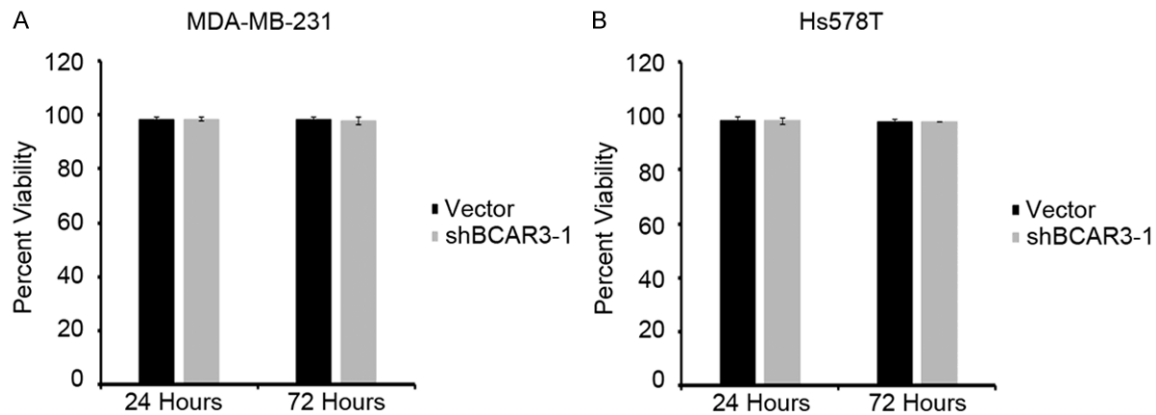 A
MDA-MB-231
120
100
80
60
40
20
0
Percent Viability
24 Hours
72 Hours
Vector
shBCAR3-1
B
Hs578T
120
100
80
60
40
20
0
Percent Viability
24 Hours
72 Hours
Vector
shBCAR3-1